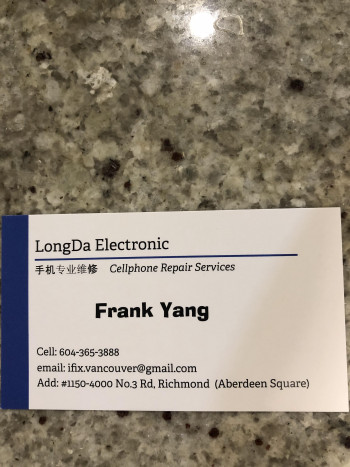 LongDa Electronic
手机专业维修 Cellphone Repair Services
Frank Yang
Cell: 604-365-3888
email: ifix.vancouver@gmail.com
Add: #1150-4000 No.3 Rd, Richmond (Aberdeen Square)